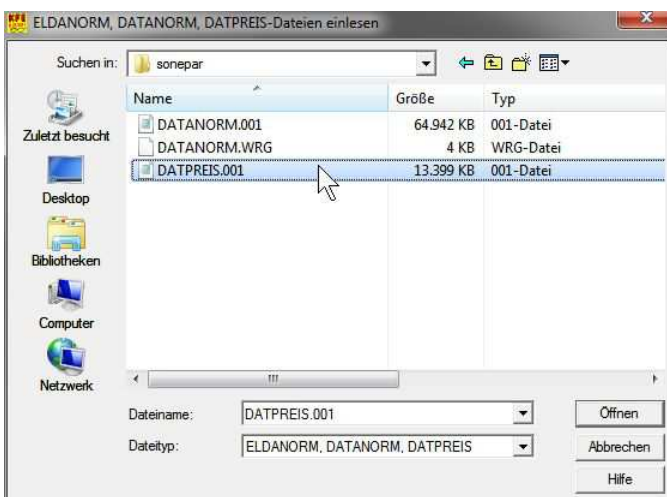 ELDANORM, DATANORM, DATPREIS-Dateien einlesen
Suchen in: sonepar
Name Größe Typ
DATANORM.001 64.942 KB 001-Datei
DATANORM.WRG 4 KB WRG-Datei
DATPREIS.001 13.399 KB 001-Datei
Zuletzt besucht
Desktop
Bibliotheken
Computer
Netzwerk
Dateiname: DATPREIS.001 Öffnen
Dateityp: ELDANORM, DATANORM, DATPREIS Abbrechen
Hilfe